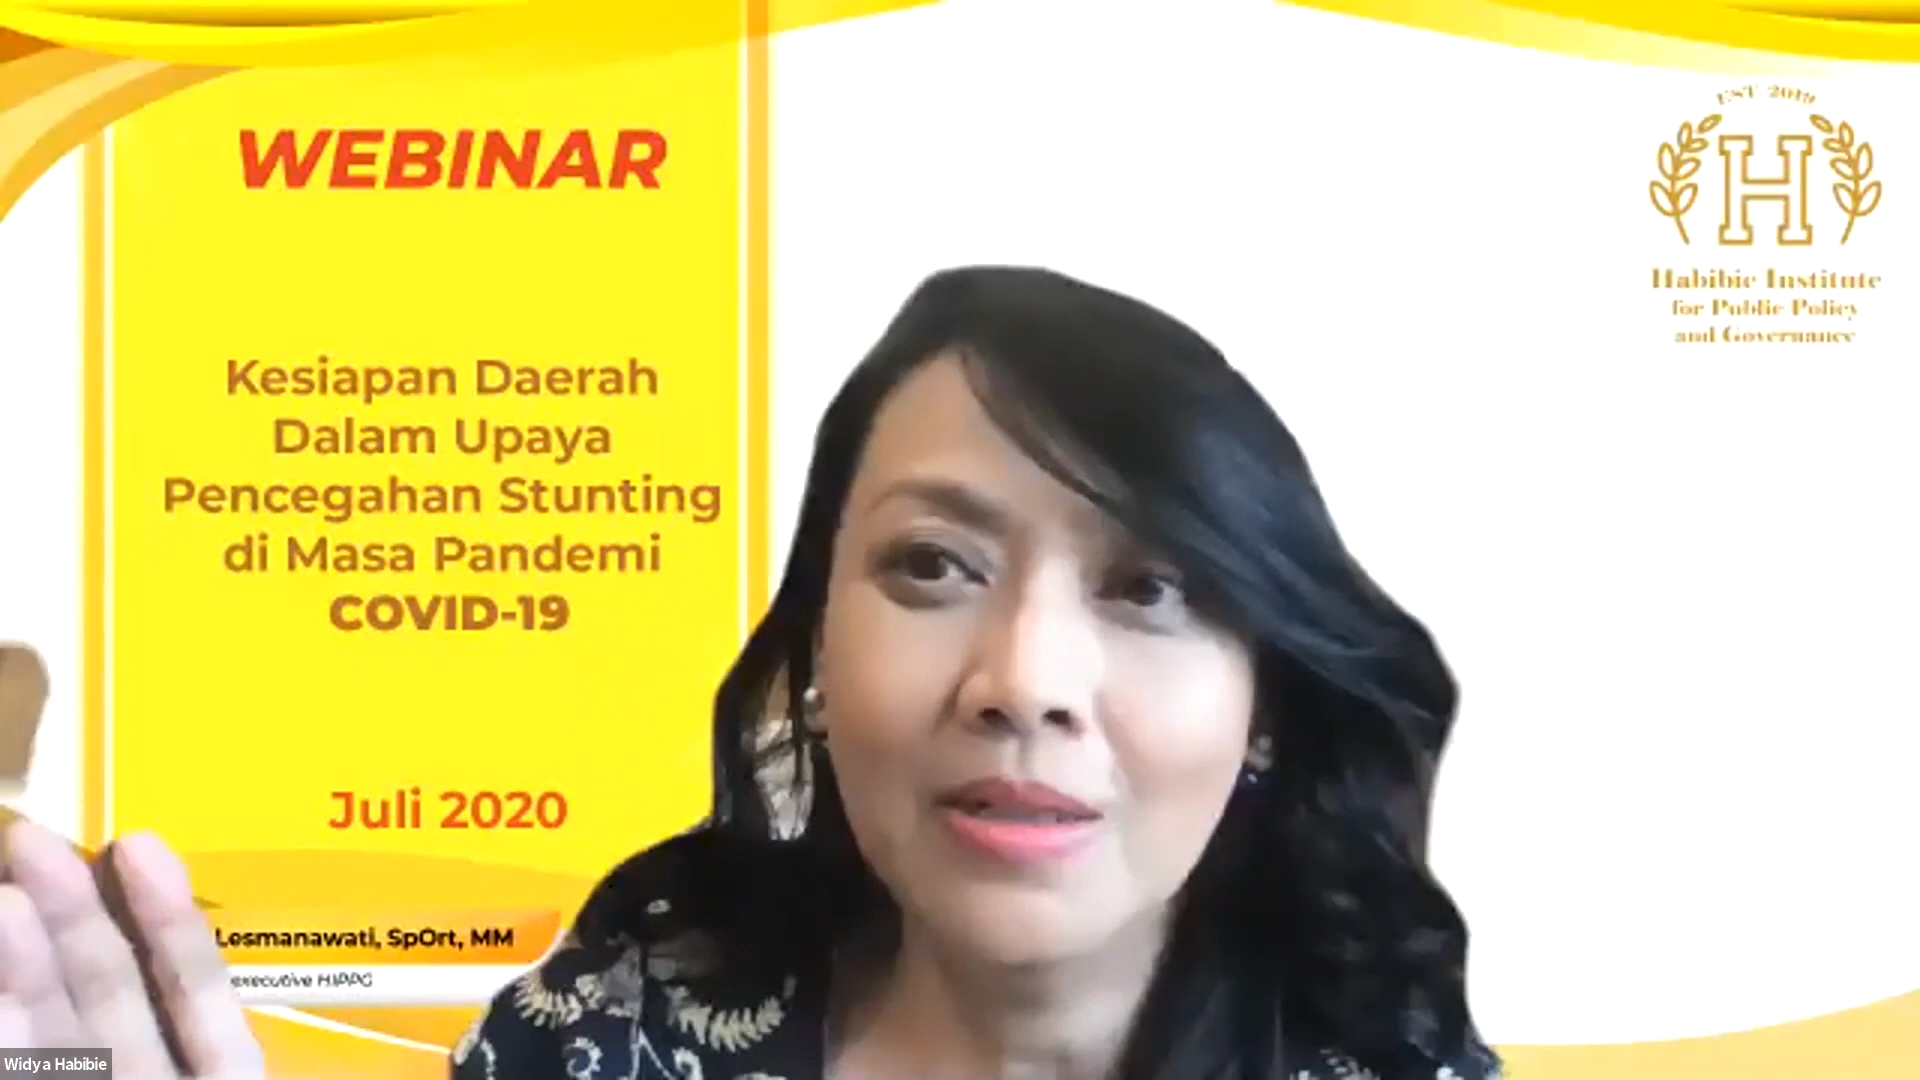 WEBINAR
Kesiapan Daerah
Dalam Upaya
Pencegahan Stunting
di Masa Pandemi
COVID-19
Juli 2020
Lesmanawati, SpOrt, MM
executive HIPPG
EST 2019
H
Habibie Institute
for Public Policy
and Governance
Widya Habibie